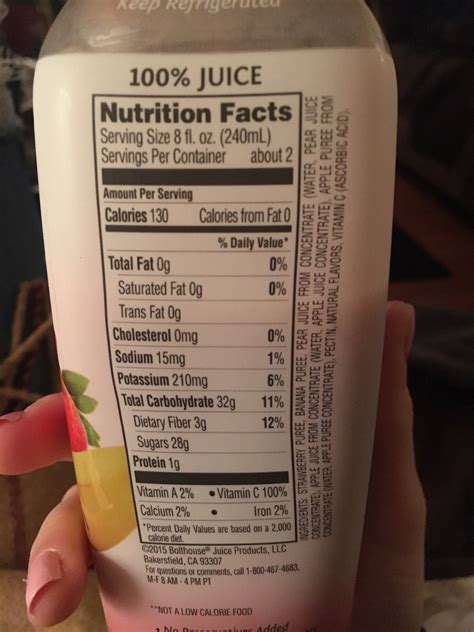 Keep Refrigerated
100% JUICE
Nutrition Facts
Serving Size 8 fl. oz. (240mL)
Servings Per Container about 2
Amount Per Serving
Calories 130 Calories from Fat 0
% Daily Value*
Total Fat 0g 0%
Saturated Fat 0g 0%
Trans Fat 0g
Cholesterol 0mg 0%
Sodium 15mg 1%
Potassium 210mg 6%
Total Carbohydrate 32g 11%
Dietary Fiber 3g 12%
Sugars 28g
Protein 1g
Vitamin A 2% • Vitamin C 100%
Calcium 2% • Iron 2%
*Percent Daily Values are based on a 2,000
calorie diet.
©2015 Bolthouse® Juice Products, LLC
Bakersfield, CA 93307
For questions or comments, call 1-800-467-4683.
M-F 8 AM - 4 PM PT
**NOT A LOW CALORIE FOOD
• No Preservatives Added
INGREDIENTS: STRAWBERRY PUREE, BANANA PUREE, PEAR JUICE FROM CONCENTRATE (WATER, PEAR JUICE
CONCENTRATE), APPLE JUICE FROM CONCENTRATE (WATER, APPLE JUICE CONCENTRATE), APPLE PUREE FROM
CONCENTRATE (WATER, APPLE PUREE CONCENTRATE), PECTIN, NATURAL FLAVORS, VITAMIN C (ASCORBIC ACID).